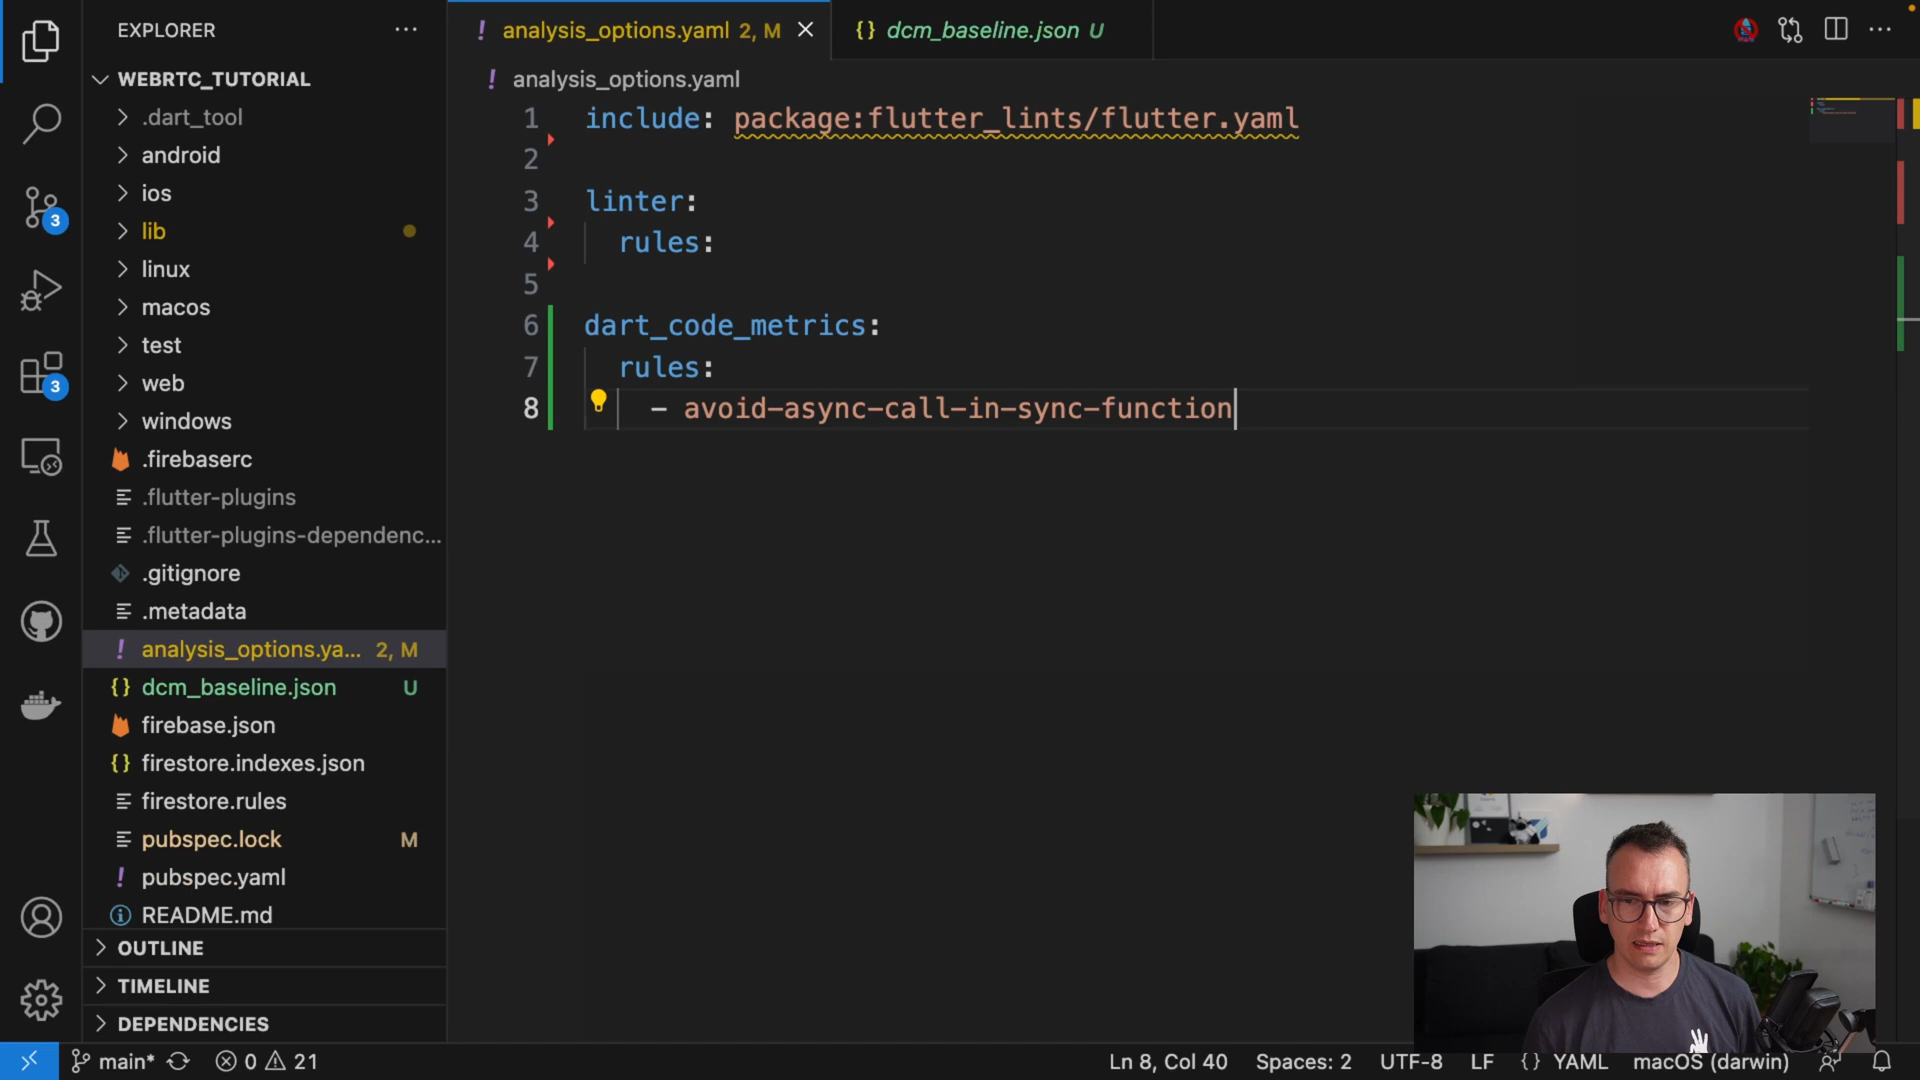 EXPLORER
WEBRTC_TUTORIAL
.dart_tool
android
ios
lib
linux
macos
test
web
windows
.firebaserc
.flutter-plugins
.flutter-plugins-dependenc...
.gitignore
.metadata
analysis_options.ya... 2, M
dcm_baseline.json U
firebase.json
firestore.indexes.json
firestore.rules
pubspec.lock M
pubspec.yaml
README.md
OUTLINE
TIMELINE
DEPENDENCIES
3
3
! analysis_options.yaml 2, M
{} dcm_baseline.json U
! analysis_options.yaml
1 include: package:flutter_lints/flutter.yaml
2
3 linter:
4 rules:
5
6 dart_code_metrics:
7 rules:
8 - avoid-async-call-in-sync-function
main* 0 21
Ln 8, Col 40 Spaces: 2 UTF-8 LF {} YAML macOS (darwin)